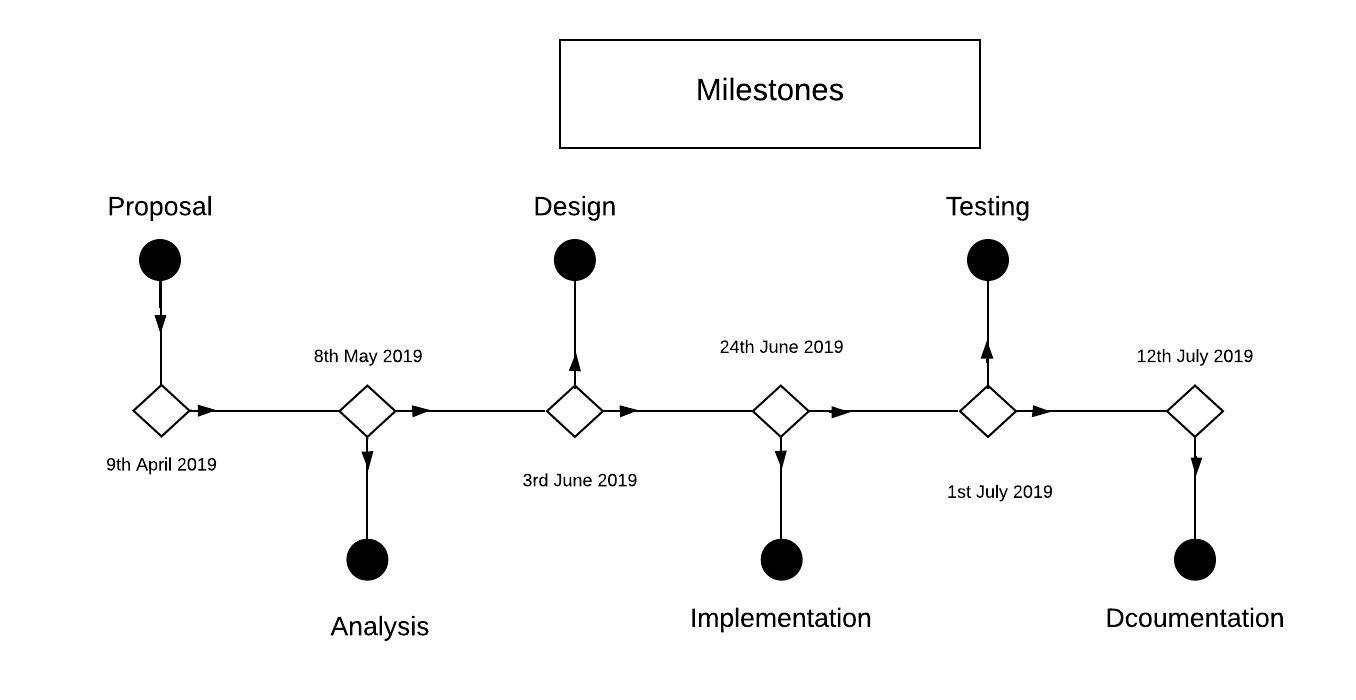 Milestones
Proposal
Design
Testing
8th May 2019
24th June 2019
12th July 2019
9th April 2019
3rd June 2019
1st July 2019
Analysis
Implementation
Dcoumentation